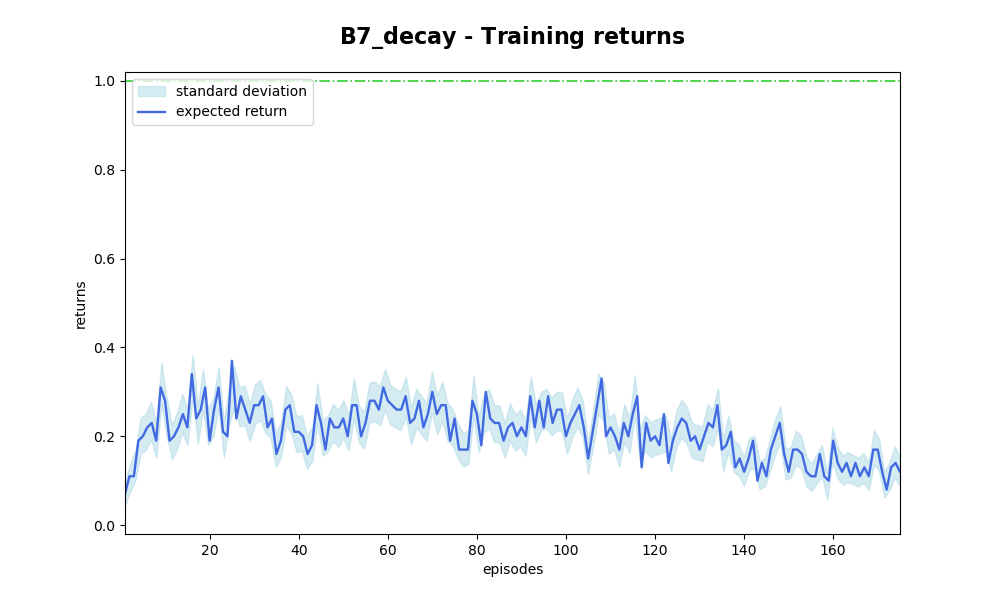 B7_decay - Training returns
standard deviation
expected return
returns
1.0
0.8
0.6
0.4
0.2
0.0
20 40 60 80 100 120 140 160
episodes